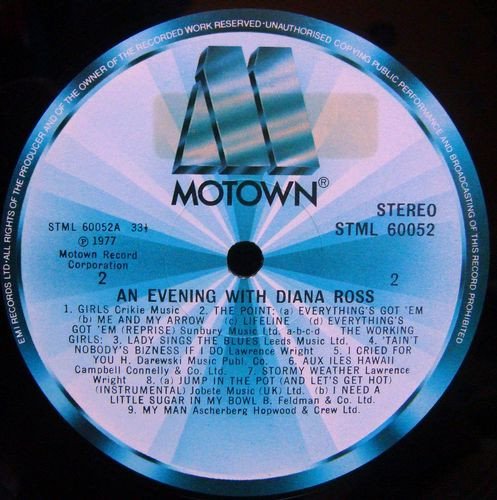 EMI RECORDS LTD·ALL RIGHTS OF THE PRODUCER AND OF THE OWNER OF THE RECORDED WORK RESERVED·UNAUTHORISED COPYING PUBLIC PERFORMANCE AND BROADCASTING OF THIS RECORD PROHIBITED
MOTOWN®
STEREO
STML 60052
STML 60052A 33⅓
℗ 1977
Motown Record
Corporation
2
2
AN EVENING WITH DIANA ROSS
1. GIRLS Crikie Music 2. THE POINT: (a) EVERYTHING'S GOT 'EM
(b) ME AND MY ARROW (c) LIFELINE (d) EVERYTHING'S
GOT 'EM (REPRISE) Sunbury Music Ltd. a-b-c-d THE WORKING
GIRLS: 3. LADY SINGS THE BLUES Leeds Music Ltd. 4. 'TAIN'T
NOBODY'S BIZNESS IF I DO Lawrence Wright 5. I CRIED FOR
YOU H. Darewski Music Publ. Co. 6. AUX ILES HAWAII
Campbell Connelly & Co. Ltd. 7. STORMY WEATHER Lawrence
Wright 8. (a) JUMP IN THE POT (AND LET'S GET HOT)
(INSTRUMENTAL) Jobete Music (UK) Ltd. (b) I NEED A
LITTLE SUGAR IN MY BOWL B. Feldman & Co. Ltd.
9. MY MAN Ascherberg Hopwood & Crew Ltd.